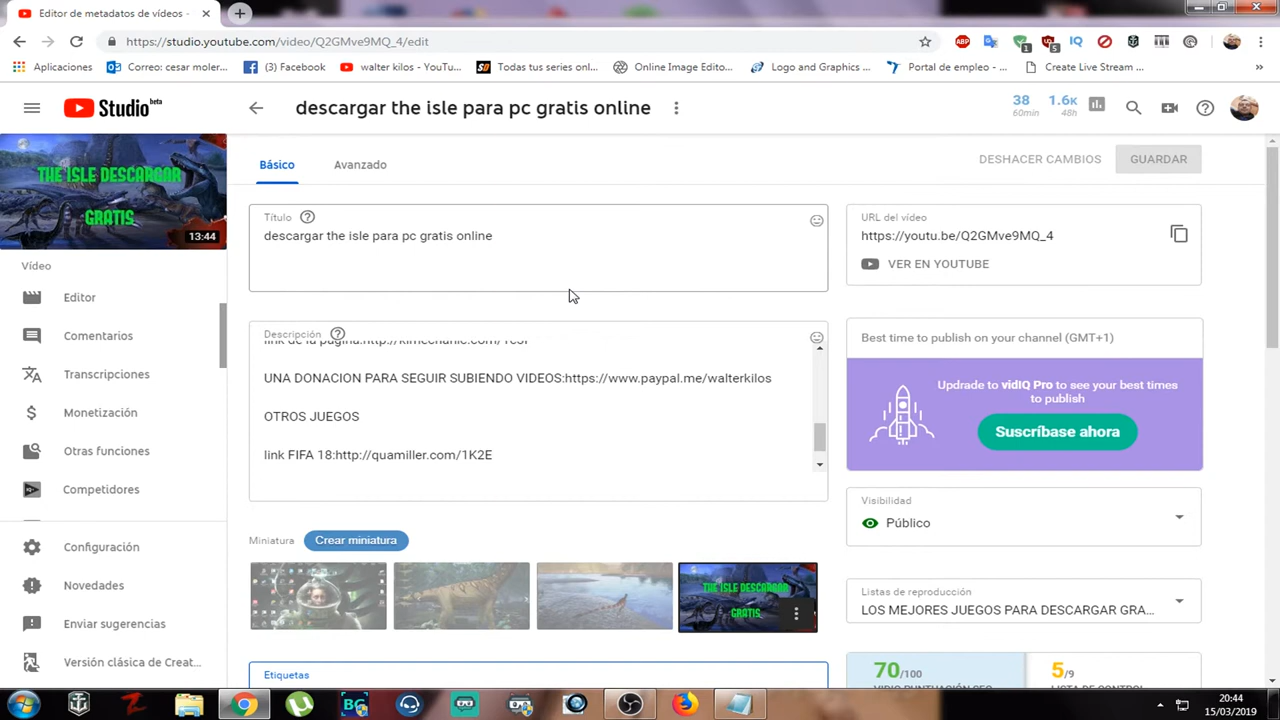 Editor de metadatos de vídeos -
https://studio.youtube.com/video/Q2GMve9MQ_4/edit
ABP
1
5
IQ
Aplicaciones
Correo: cesar moler...
(3) Facebook
walter kilos - YouTu...
Todas tus series onl...
Online Image Edito...
Logo and Graphics ...
Portal de empleo - ...
Create Live Stream ...
»
Studio beta
descargar the isle para pc gratis online
38
60min
1.6K
48h
THE ISLE DESCARGAR
GRATIS
13:44
Básico
Avanzado
DESHACER CAMBIOS
GUARDAR
Título
descargar the isle para pc gratis online
URL del vídeo
https://youtu.be/Q2GMve9MQ_4
VER EN YOUTUBE
Vídeo
Editor
Comentarios
Transcripciones
Monetización
Otras funciones
Competidores
Configuración
Novedades
Enviar sugerencias
Versión clásica de Creat...
Descripción
UNA DONACION PARA SEGUIR SUBIENDO VIDEOS:https://www.paypal.me/walterkilos
OTROS JUEGOS
link FIFA 18:http://quamiller.com/1K2E
Best time to publish on your channel (GMT+1)
Updrade to vidIQ Pro to see your best times
to publish
Suscríbase ahora
Visibilidad
Público
Miniatura
Crear miniatura
THE ISLE DESCARGAR
GRATIS
Listas de reproducción
LOS MEJORES JUEGOS PARA DESCARGAR GRA...
Etiquetas
70/100
5/9
20:44
15/03/2019